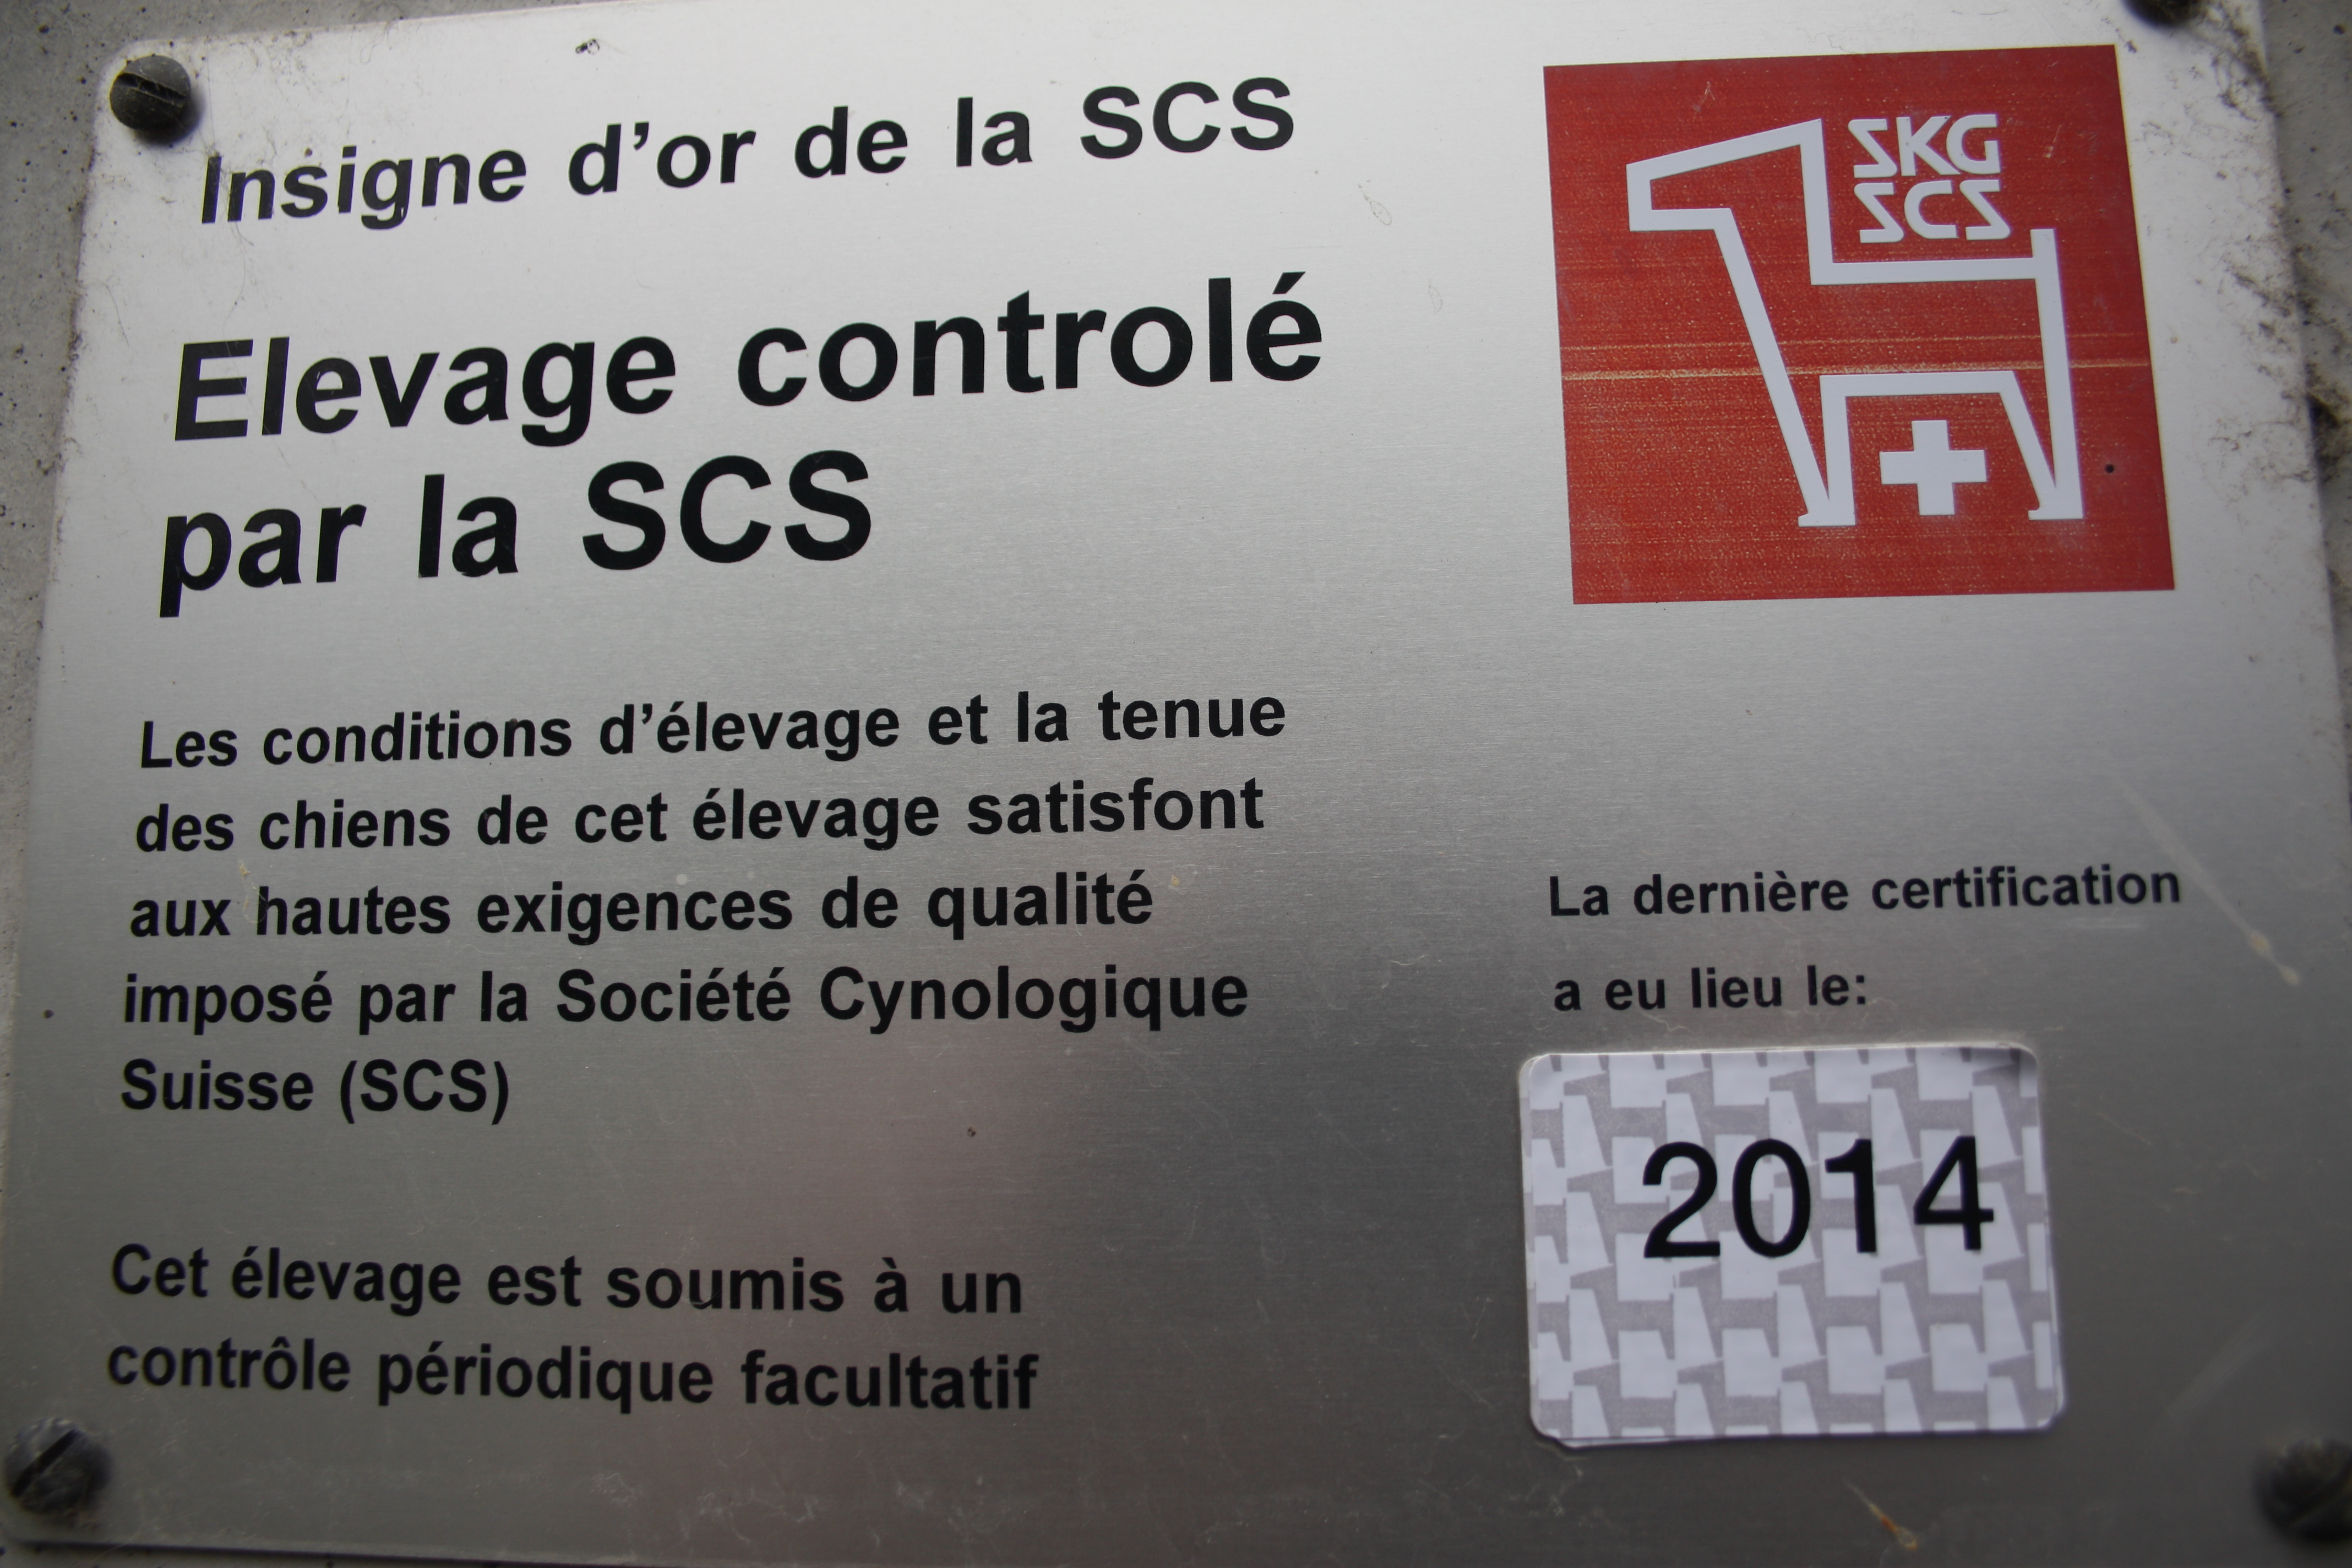 Insigne d'or de la SCS
Elevage controlé
par la SCS
SKG
SCS
Les conditions d'élevage et la tenue
des chiens de cet élevage satisfont
aux hautes exigences de qualité
imposé par la Société Cynologique
Suisse (SCS)
La dernière certification
a eu lieu le:
2014
Cet élevage est soumis à un
contrôle périodique facultatif